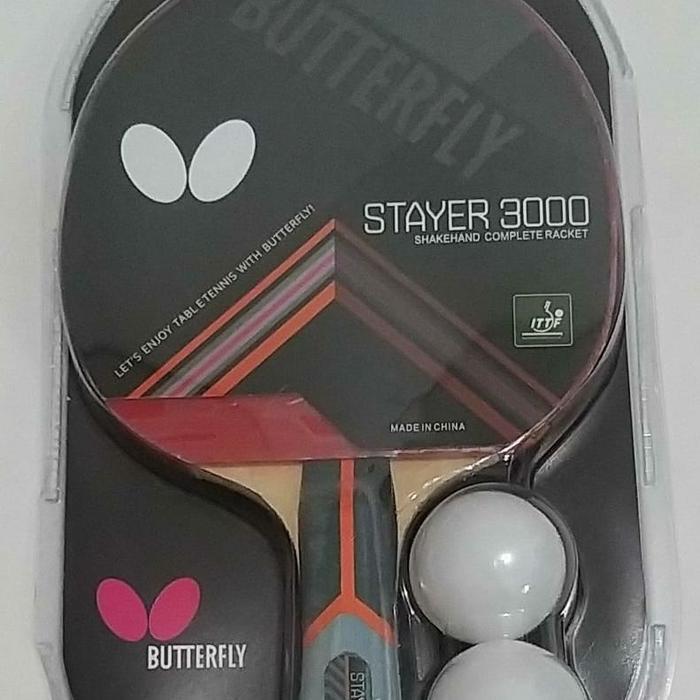 BUTTERFLY
STAYER 3000
SHAKEHAND COMPLETE RACKET
LET'S ENJOY TABLE TENNIS WITH BUTTERFLY!
ITTF
MADE IN CHINA
BUTTERFLY